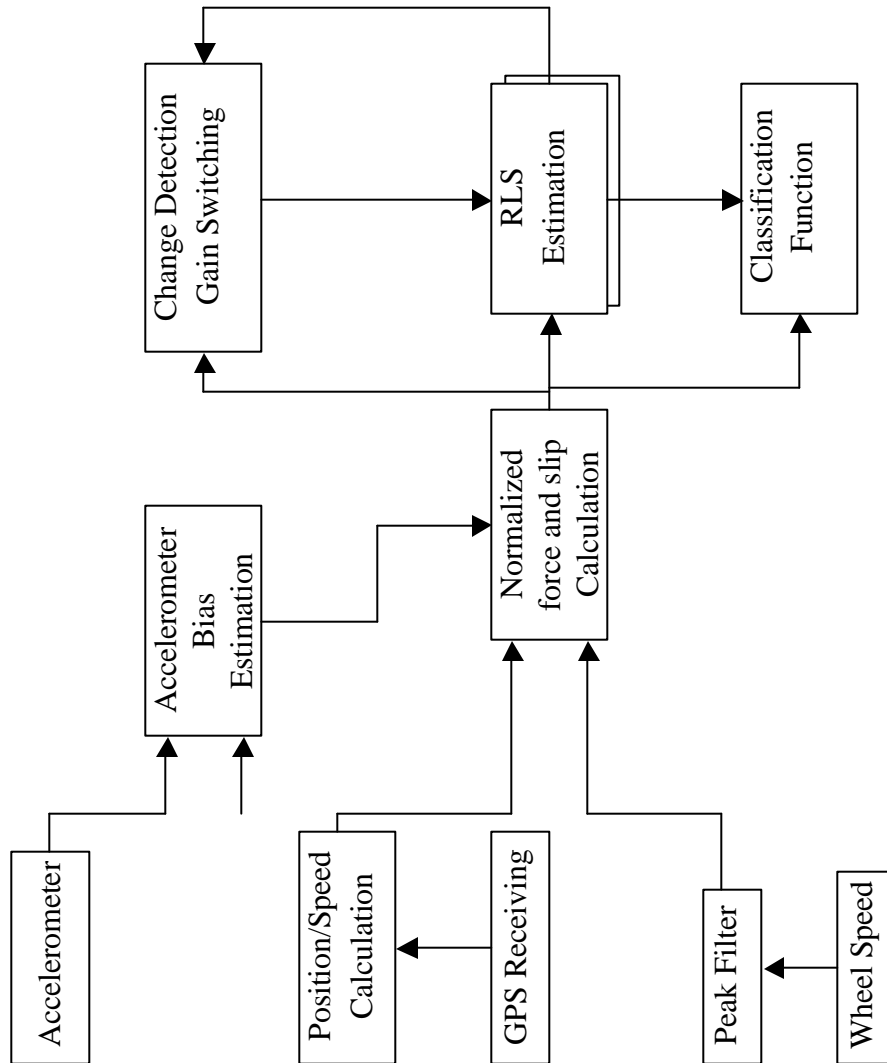 Accelerometer
Position/Speed
Calculation
GPS Receiving
Peak Filter
Wheel Speed
Accelerometer
Bias
Estimation
Normalized
force and slip
Calculation
Change Detection
Gain Switching
RLS
Estimation
Classification
Function